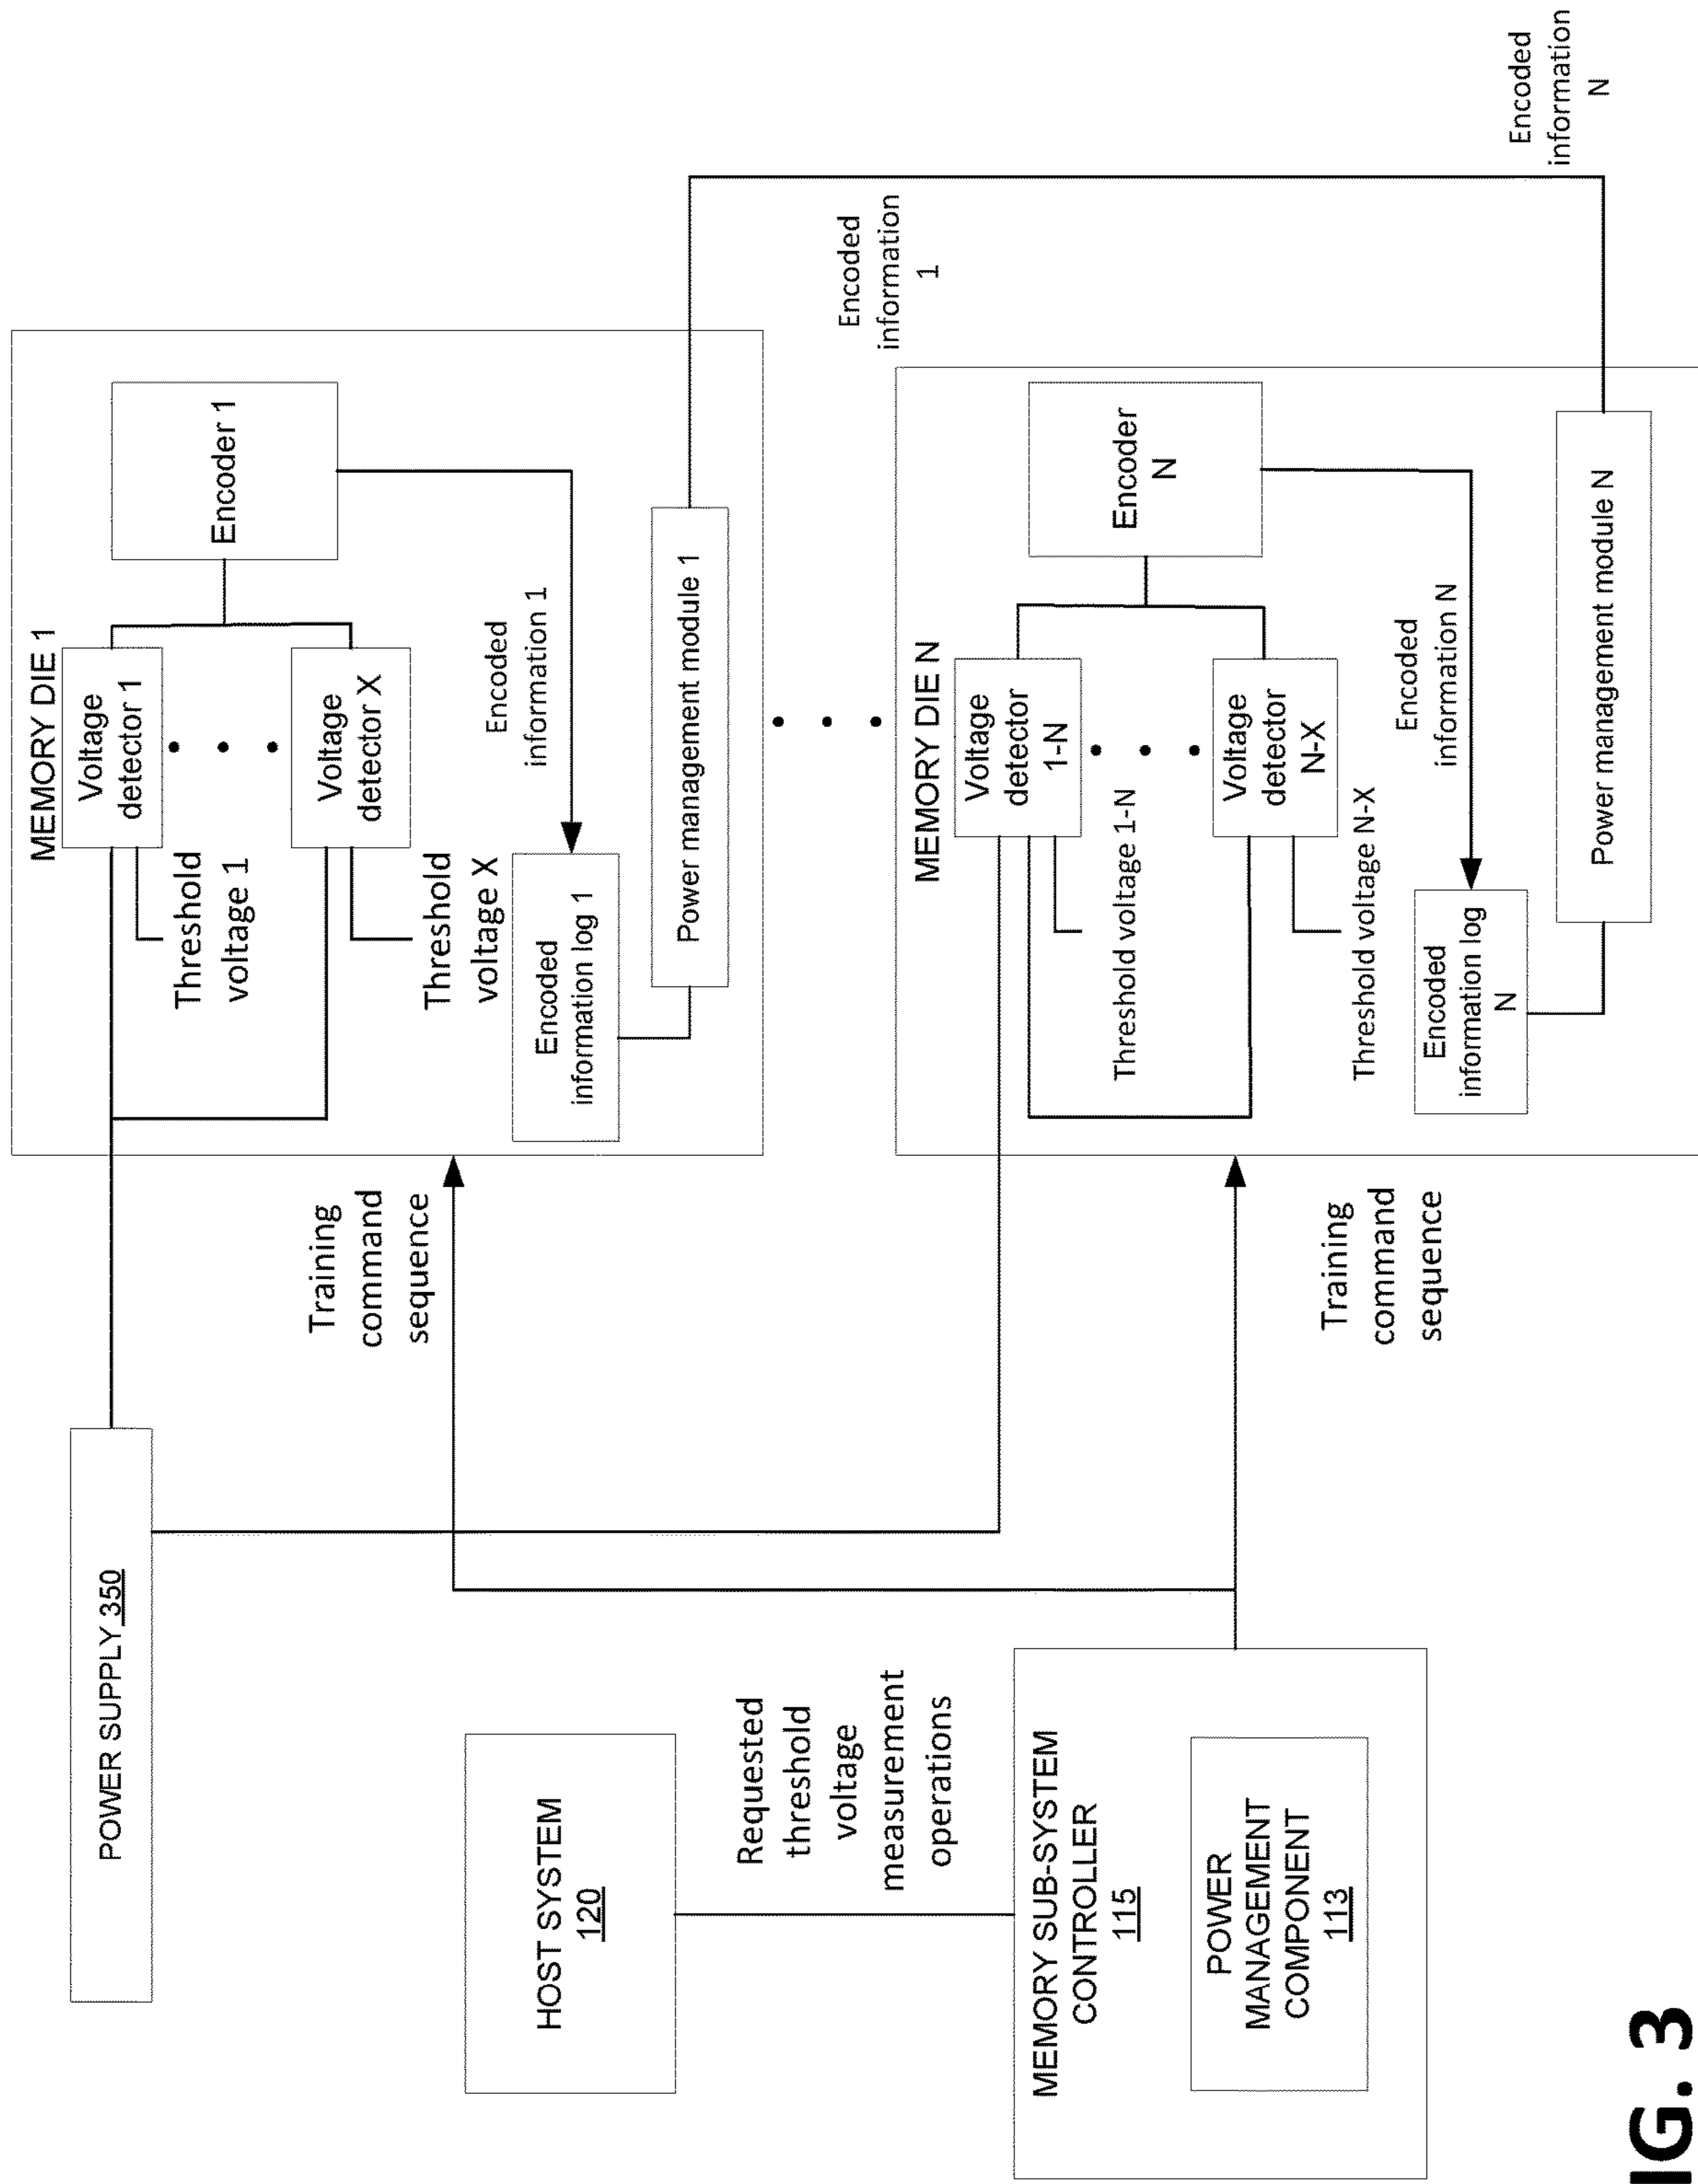 POWER SUPPLY 350
HOST SYSTEM
120
Requested
threshold
voltage
measurement
operations
MEMORY SUB-SYSTEM
CONTROLLER
115
POWER
MANAGEMENT
COMPONENT
113
Training
command
sequence
Training
command
sequence
MEMORY DIE 1
Voltage
detector 1
Threshold
voltage 1
Voltage
detector X
Threshold
voltage X
Encoder 1
Encoded
information 1
Encoded
information log 1
Power management module 1
Encoded
information
1
MEMORY DIE N
Voltage
detector
1-N
Threshold voltage 1-N
Voltage
detector
N-X
Threshold voltage N-X
Encoder
N
Encoded
information N
Encoded
information log
N
Power management module N
Encoded
information
N
IG. 3